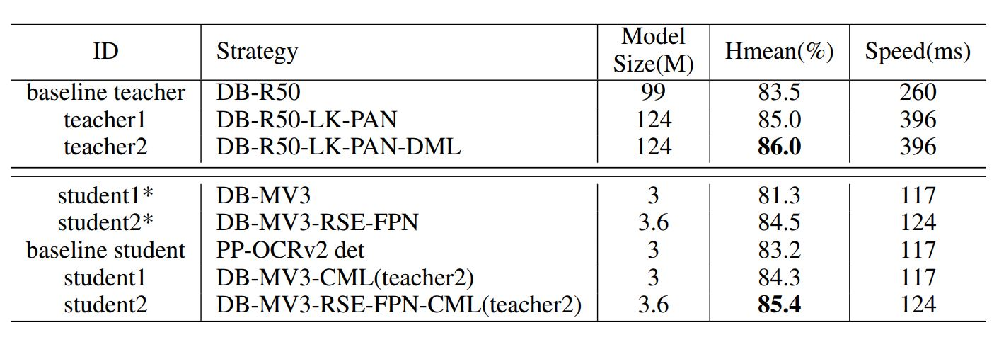 ID Strategy Model Size(M) Hmean(%) Speed(ms)
baseline teacher DB-R50 99 83.5 260
teacher1 DB-R50-LK-PAN 124 85.0 396
teacher2 DB-R50-LK-PAN-DML 124 86.0 396
student1* DB-MV3 3 81.3 117
student2* DB-MV3-RSE-FPN 3.6 84.5 124
baseline student PP-OCRv2 det 3 83.2 117
student1 DB-MV3-CML(teacher2) 3 84.3 117
student2 DB-MV3-RSE-FPN-CML(teacher2) 3.6 85.4 124